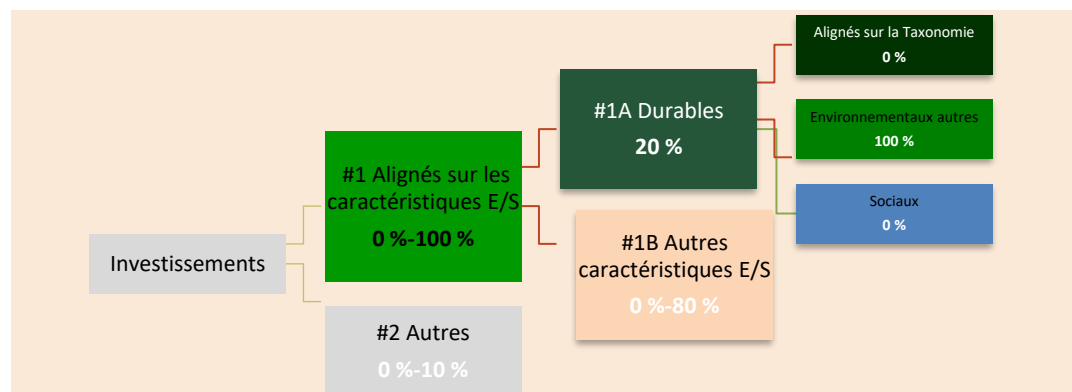 Investissements
#1 Alignés sur les
caractéristiques E/S
0 %-100 %
#2 Autres
0 %-10 %
#1A Durables
20 %
#1B Autres
caractéristiques E/S
0 %-80 %
Alignés sur la Taxonomie
0 %
Environnementaux autres
100 %
Sociaux
0 %